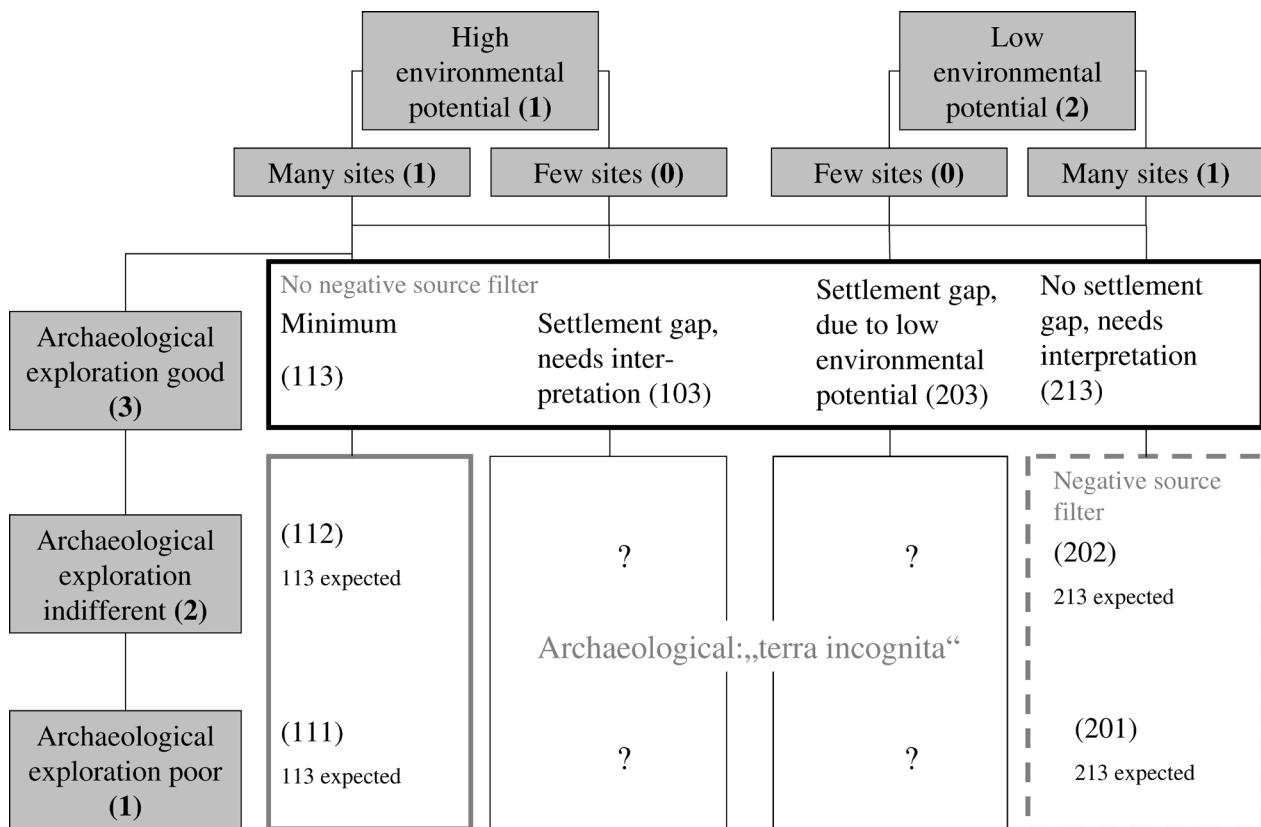 High
environmental
potential (1)
Low
environmental
potential (2)
Many sites (1)
Few sites (0)
Few sites (0)
Many sites (1)
Archaeological
exploration good
(3)
No negative source filter
Minimum
(113)
Settlement gap,
needs inter-
pretation (103)
Settlement gap,
due to low
environmental
potential (203)
No settlement
gap, needs
interpretation
(213)
Archaeological
exploration
indifferent (2)
(112)
113 expected
?
?
Negative source
filter
(202)
213 expected
Archaeological:„terra incognita“
Archaeological
exploration poor
(1)
(111)
113 expected
?
?
(201)
213 expected